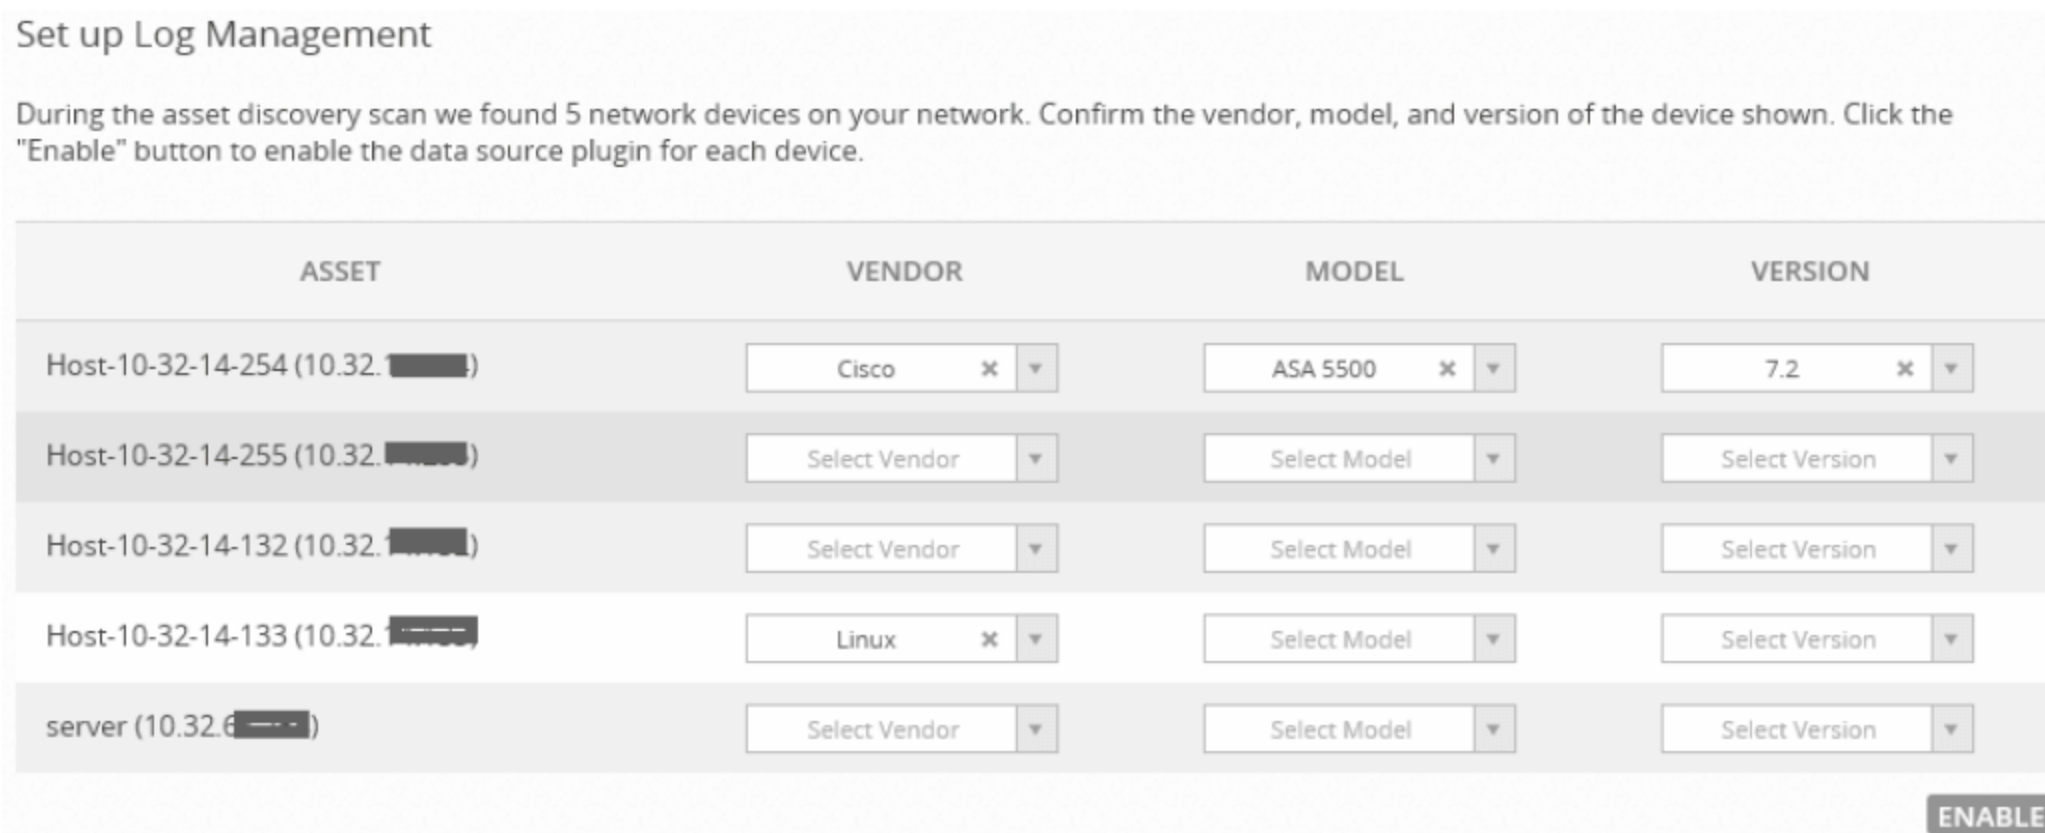 Set up Log Management
During the asset discovery scan we found 5 network devices on your network. Confirm the vendor, model, and version of the device shown. Click the
"Enable" button to enable the data source plugin for each device.
ASSET VENDOR MODEL VERSION
Host-10-32-14-254 (10.32. Cisco ASA 5500 7.2
Host-10-32-14-255 (10.32. Select Vendor Select Model Select Version
Host-10-32-14-132 (10.32. Select Vendor Select Model Select Version
Host-10-32-14-133 (10.32. Linux Select Model Select Version
server (10.32.6 ) Select Vendor Select Model Select Version
ENABLE